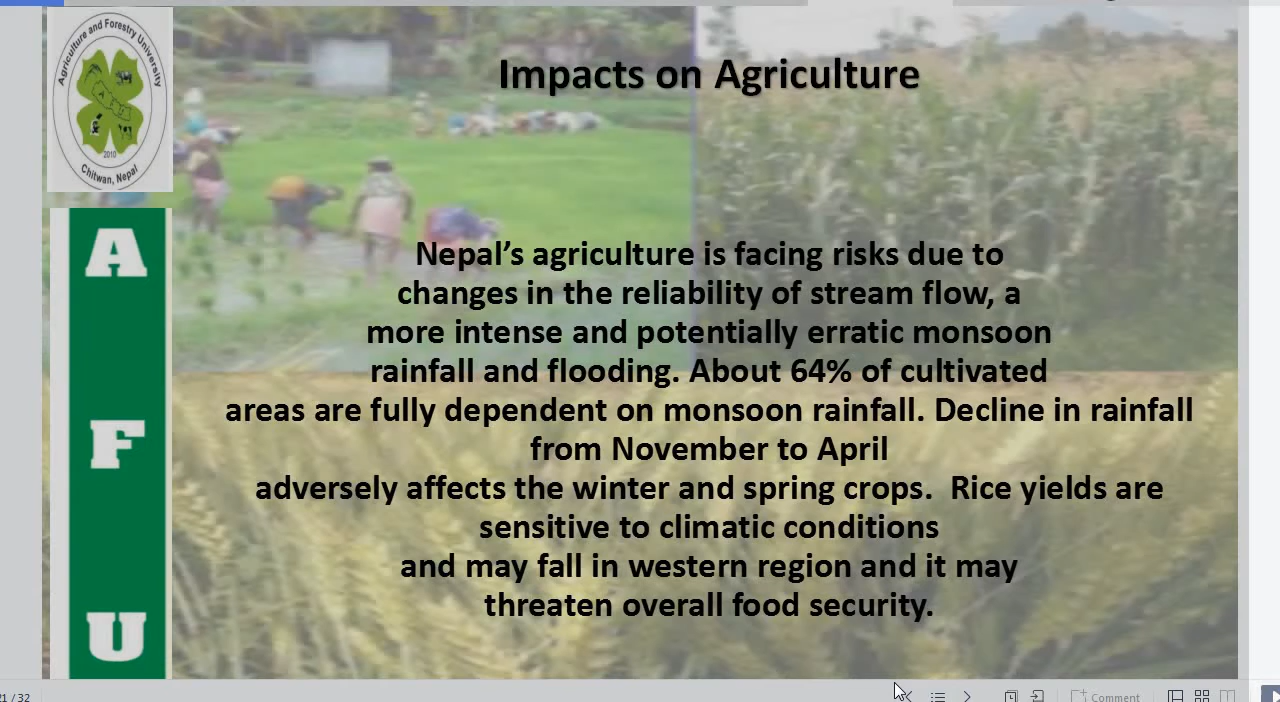 Agriculture and Forestry University
2010
Chitwan, Nepal
A
F
U
Impacts on Agriculture
Nepal’s agriculture is facing risks due to
changes in the reliability of stream flow, a
more intense and potentially erratic monsoon
rainfall and flooding. About 64% of cultivated
areas are fully dependent on monsoon rainfall. Decline in rainfall
from November to April
adversely affects the winter and spring crops.  Rice yields are
sensitive to climatic conditions
and may fall in western region and it may
threaten overall food security.
/ 32
Comment